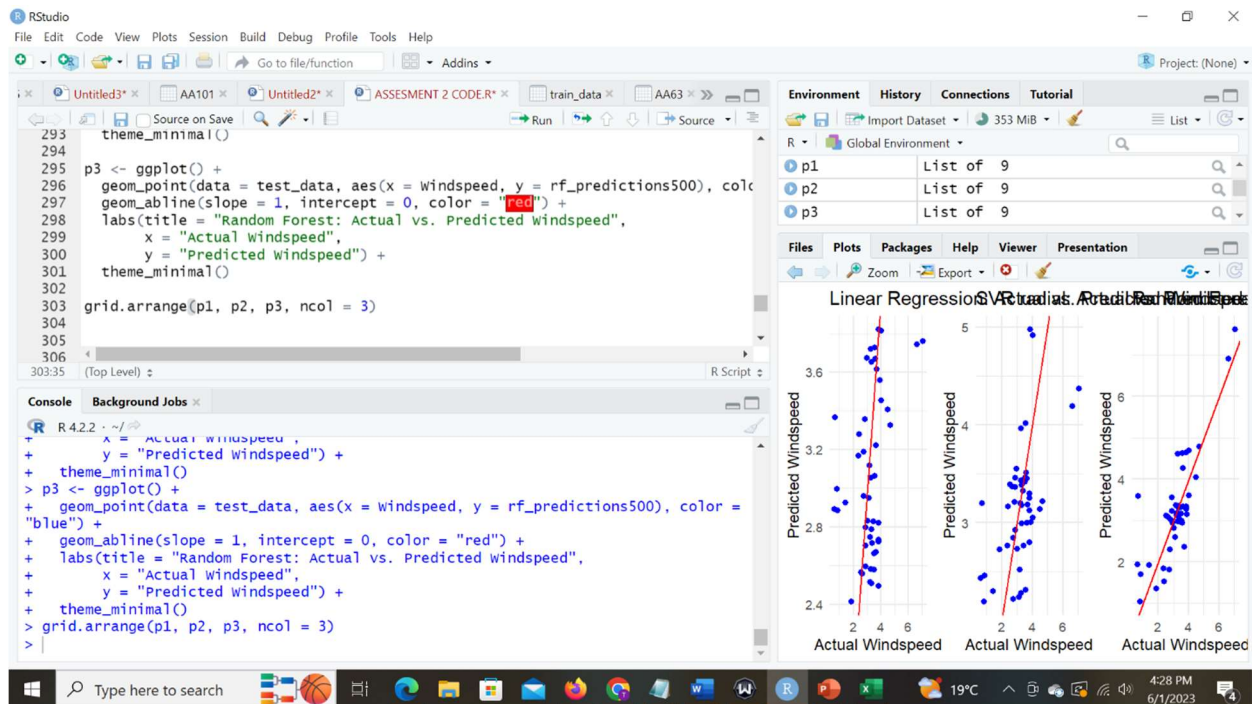 RStudio
File Edit Code View Plots Session Build Debug Profile Tools Help
Go to file/function
Addins
Project: (None)
Untitled3*
AA101
Untitled2*
ASSESMENT 2 CODE.R*
train_data
AA63
Source on Save
Run
Source
293 theme_minimal()
294
295 p3 <- ggplot() +
296 geom_point(data = test_data, aes(x = Windspeed, y = rf_predictions500), colo
297 geom_abline(slope = 1, intercept = 0, color = "red") +
298 labs(title = "Random Forest: Actual vs. Predicted Windspeed",
299 x = "Actual Windspeed",
300 y = "Predicted Windspeed") +
301 theme_minimal()
302
303 grid.arrange(p1, p2, p3, ncol = 3)
304
305
306
303:35 (Top Level) R Script
Console Background Jobs
R 4.2.2 · ~/
+ x = "Actual Windspeed",
+ y = "Predicted Windspeed") +
+ theme_minimal()
> p3 <- ggplot() +
+ geom_point(data = test_data, aes(x = Windspeed, y = rf_predictions500), color =
"blue") +
+ geom_abline(slope = 1, intercept = 0, color = "red") +
+ labs(title = "Random Forest: Actual vs. Predicted Windspeed",
+ x = "Actual Windspeed",
+ y = "Predicted Windspeed") +
+ theme_minimal()
> grid.arrange(p1, p2, p3, ncol = 3)
>
Environment History Connections Tutorial
Import Dataset 353 MiB List
R Global Environment
p1 List of 9
p2 List of 9
p3 List of 9
Files Plots Packages Help Viewer Presentation
Zoom Export
Linear Regression:
Predicted Windspeed
3.6
3.2
2.8
2.4
2 4 6
Actual Windspeed
Predicted Windspeed
5
4
3
2 4 6
Actual Windspeed
Predicted Windspeed
6
4
2
2 4 6
Actual Windspeed
Type here to search
19°C
4:28 PM
6/1/2023
4